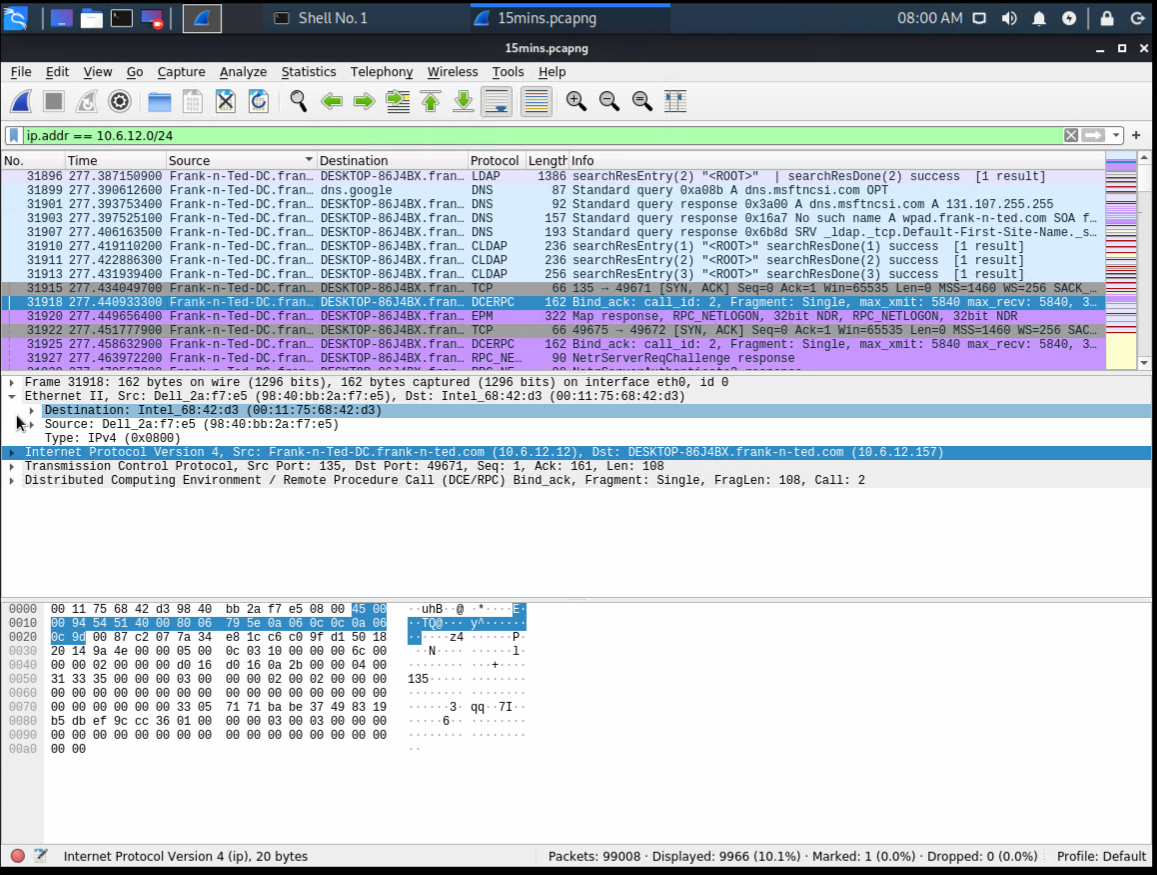 Shell No. 1
15mins.pcapng
08:00 AM
15mins.pcapng
File Edit View Go Capture Analyze Statistics Telephony Wireless Tools Help
ip.addr == 10.6.12.0/24
No. Time Source Destination Protocol Length Info
31896 277.387150900 Frank-n-Ted-DC.fran… DESKTOP-86J4BX.fran… LDAP 1386 searchResEntry(2) "<ROOT>" | searchResDone(2) success [1 result]
31899 277.390612600 Frank-n-Ted-DC.fran… dns.google DNS 87 Standard query 0xa08b A dns.msftncsi.com OPT
31901 277.393753400 Frank-n-Ted-DC.fran… DESKTOP-86J4BX.fran… DNS 92 Standard query response 0x3a00 A dns.msftncsi.com A 131.107.255.255
31903 277.397525100 Frank-n-Ted-DC.fran… DESKTOP-86J4BX.fran… DNS 157 Standard query response 0x16a7 No such name A wpad.frank-n-ted.com SOA f…
31907 277.406163500 Frank-n-Ted-DC.fran… DESKTOP-86J4BX.fran… DNS 193 Standard query response 0x6b8d SRV _ldap._tcp.Default-First-Site-Name._s…
31910 277.419110200 Frank-n-Ted-DC.fran… DESKTOP-86J4BX.fran… CLDAP 236 searchResEntry(1) "<ROOT>" searchResDone(1) success [1 result]
31911 277.422886300 Frank-n-Ted-DC.fran… DESKTOP-86J4BX.fran… CLDAP 236 searchResEntry(2) "<ROOT>" searchResDone(2) success [1 result]
31913 277.431939400 Frank-n-Ted-DC.fran… DESKTOP-86J4BX.fran… CLDAP 256 searchResEntry(3) "<ROOT>" searchResDone(3) success [1 result]
31915 277.434049700 Frank-n-Ted-DC.fran… DESKTOP-86J4BX.fran… TCP 66 135 → 49671 [SYN, ACK] Seq=0 Ack=1 Win=65535 Len=0 MSS=1460 WS=256 SACK_…
31918 277.440933300 Frank-n-Ted-DC.fran… DESKTOP-86J4BX.fran… DCERPC 162 Bind_ack: call_id: 2, Fragment: Single, max_xmit: 5840 max_recv: 5840, 3…
31920 277.449656400 Frank-n-Ted-DC.fran… DESKTOP-86J4BX.fran… EPM 322 Map response, RPC_NETLOGON, 32bit NDR, RPC_NETLOGON, 32bit NDR
31922 277.451777900 Frank-n-Ted-DC.fran… DESKTOP-86J4BX.fran… TCP 66 49675 → 49672 [SYN, ACK] Seq=0 Ack=1 Win=65535 Len=0 MSS=1460 WS=256 SAC…
31925 277.458632900 Frank-n-Ted-DC.fran… DESKTOP-86J4BX.fran… DCERPC 162 Bind_ack: call_id: 2, Fragment: Single, max_xmit: 5840 max_recv: 5840, 3…
31927 277.463972200 Frank-n-Ted-DC.fran… DESKTOP-86J4BX.fran… RPC_NE… 90 NetrServerReqChallenge response
Frame 31918: 162 bytes on wire (1296 bits), 162 bytes captured (1296 bits) on interface eth0, id 0
Ethernet II, Src: Dell_2a:f7:e5 (98:40:bb:2a:f7:e5), Dst: Intel_68:42:d3 (00:11:75:68:42:d3)
Destination: Intel_68:42:d3 (00:11:75:68:42:d3)
Source: Dell_2a:f7:e5 (98:40:bb:2a:f7:e5)
Type: IPv4 (0x0800)
Internet Protocol Version 4, Src: Frank-n-Ted-DC.frank-n-ted.com (10.6.12.12), Dst: DESKTOP-86J4BX.frank-n-ted.com (10.6.12.157)
Transmission Control Protocol, Src Port: 135, Dst Port: 49671, Seq: 1, Ack: 161, Len: 108
Distributed Computing Environment / Remote Procedure Call (DCE/RPC) Bind_ack, Fragment: Single, FragLen: 108, Call: 2
0000 00 11 75 68 42 d3 98 40 bb 2a f7 e5 08 00 45 00 ··uhB··@ ·*····E·
0010 00 94 54 51 40 00 80 06 79 5e 0a 06 0c 0c 0a 06 ··TQ@··· y^······
0020 0c 9d 00 87 c2 07 7a 34 e8 1c c6 c0 9f d1 50 18 ······z4 ······P·
0030 20 14 9a 4e 00 00 05 00 0c 03 10 00 00 00 6c 00 ··N···· ······l·
0040 00 00 02 00 00 00 d0 16 d0 16 0a 2b 00 00 04 00 ········ ···+····
0050 31 33 35 00 00 00 03 00 00 00 02 00 02 00 00 00 135····· ········
0060 00 00 00 00 00 00 00 00 00 00 00 00 00 00 00 00 ········ ········
0070 00 00 00 00 00 00 33 05 71 71 ba be 37 49 83 19 ······3· qq··7I··
0080 b5 db ef 9c cc 36 01 00 00 00 03 00 03 00 00 00 ·····6·· ········
0090 00 00 00 00 00 00 00 00 00 00 00 00 00 00 00 00 ········ ········
00a0 00 00 ··
Internet Protocol Version 4 (ip), 20 bytes
Packets: 99008 · Displayed: 9966 (10.1%) · Marked: 1 (0.0%) · Dropped: 0 (0.0%)
Profile: Default